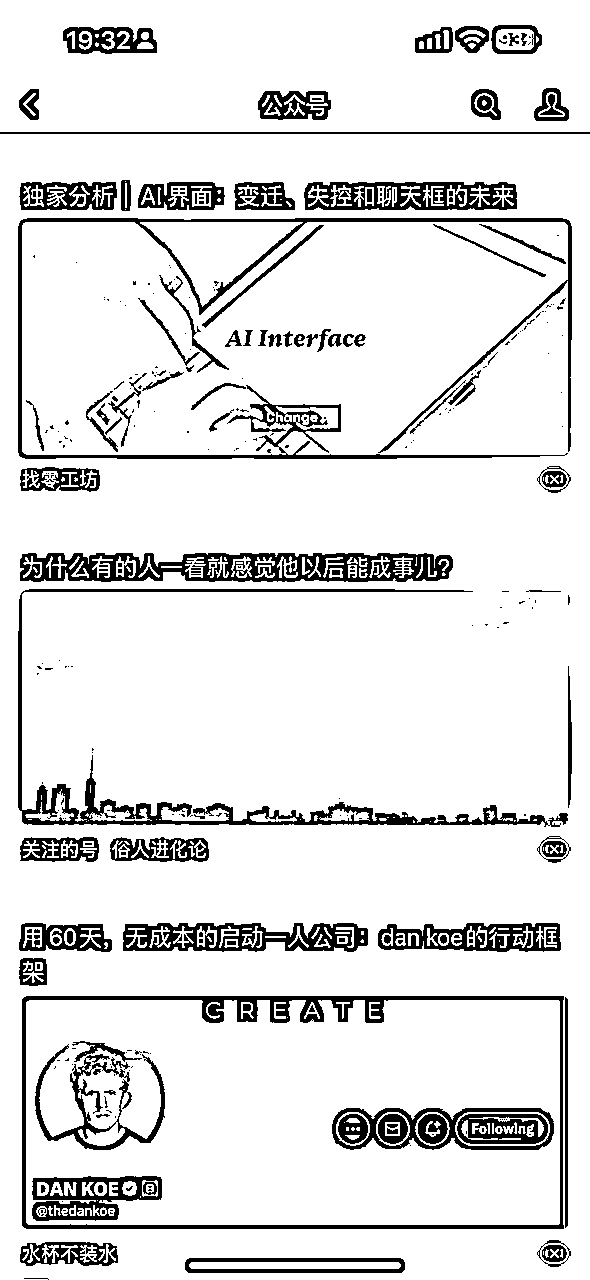 19:32
93
公众号
独家分析 | AI 界面：变迁、失控和聊天框的未来
AI Interface
Change
找零工坊
为什么有的人一看就感觉他以后能成事儿？
关注的号 俗人进化论
用60天，无成本的启动一人公司：dan koe的行动框
架
CREATE
Following
DAN KOE
@thedankoe
水杯不装水